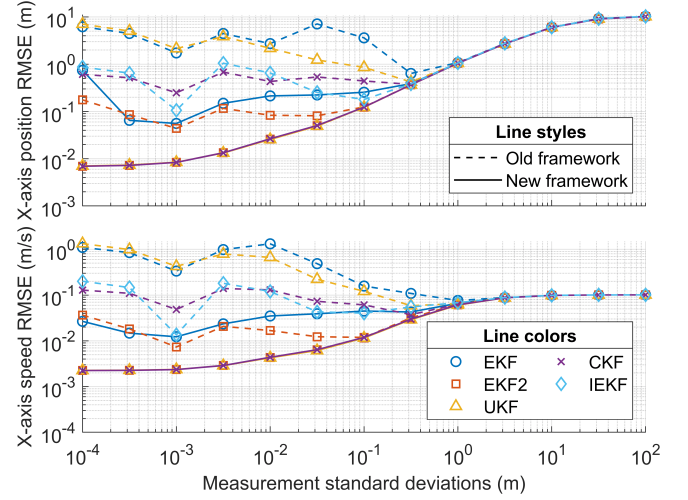 X-axis position RMSE (m)
10^1
10^0
10^-1
10^-2
10^-3
Line styles
Old framework
New framework
X-axis speed RMSE (m/s)
10^0
10^-1
10^-2
10^-3
10^-4
Line colors
EKF
CKF
EKF2
IEKF
UKF
10^-4
10^-3
10^-2
10^-1
10^0
10^1
10^2
Measurement standard deviations (m)